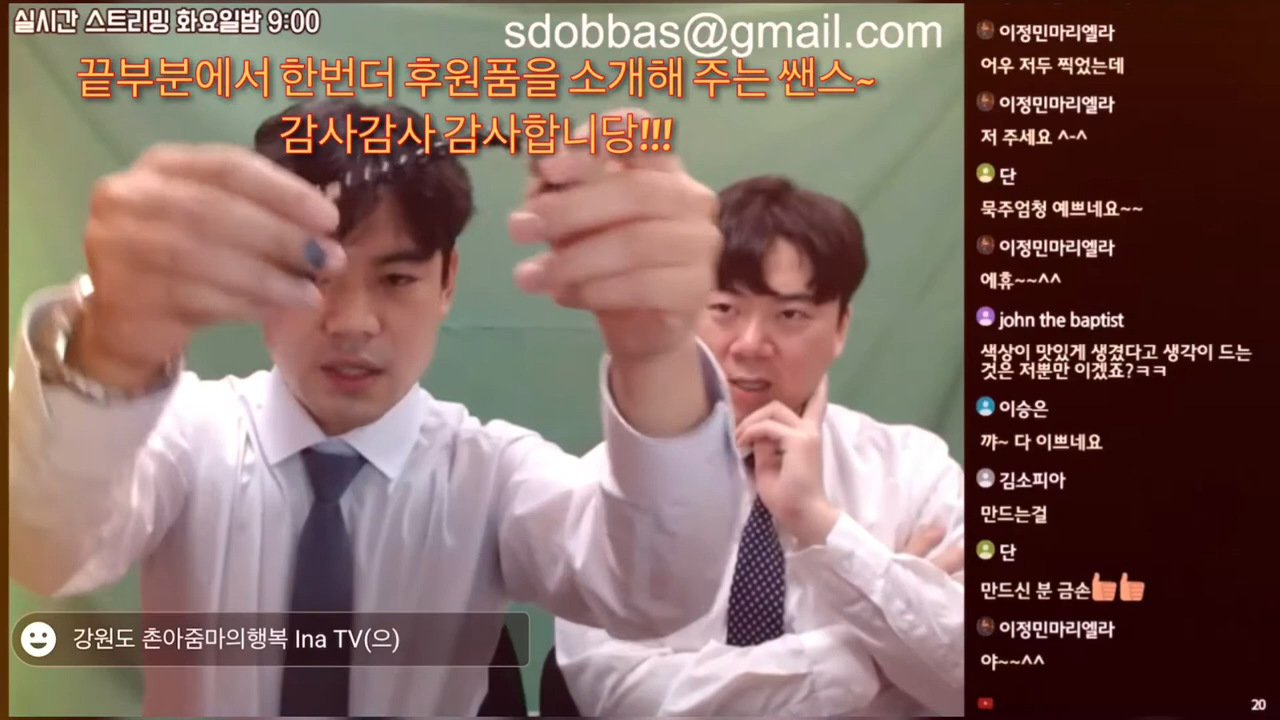 실시간 스트리밍 화요일밤 9:00
sdobbas@gmail.com
끝부분에서 한번더 후원품을 소개해 주는 쌘스~
감사감사 감사합니당!!!
강원도 촌아줌마의행복 Ina TV(으)
이정민마리엘라
어우 저두 찍었는데
이정민마리엘라
저 주세요 ^-^
단
묵주엄청 예쁘네요~~
이정민마리엘라
에휴~~^^
john the baptist
색상이 맛있게 생겼다고 생각이 드는
것은 저뿐만 이겠죠?ㅋㅋ
이승은
꺄~ 다 이쁘네요
김소피아
만드는걸
단
만드신 분 금손👍👍
이정민마리엘라
야~~^^
20